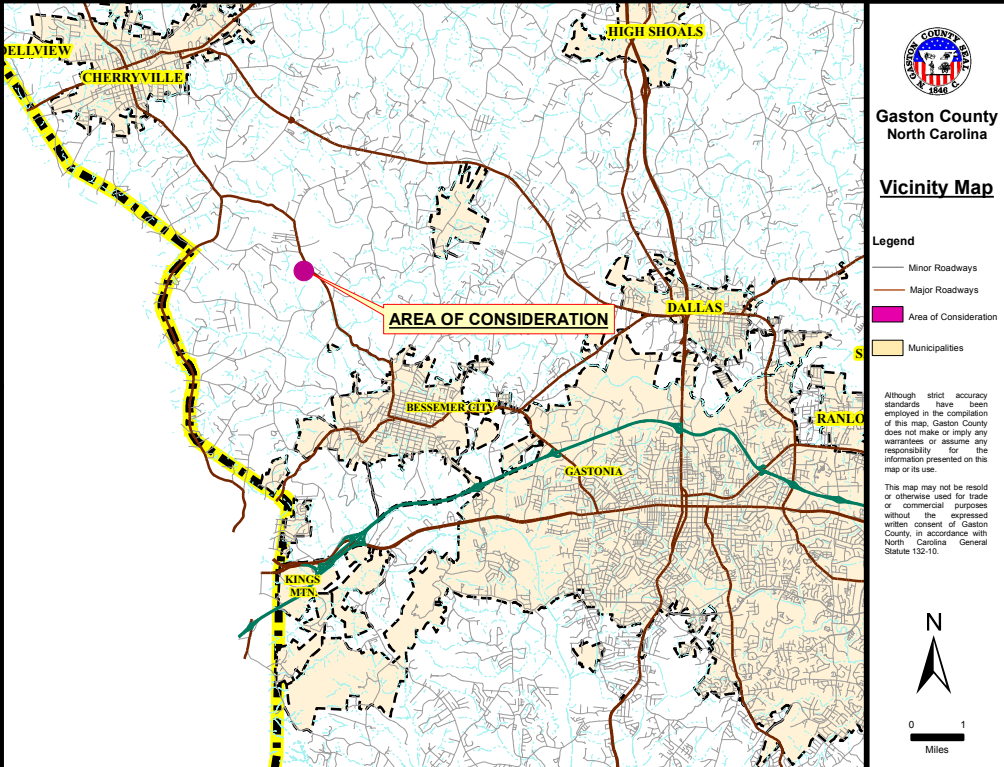 DELLVIEW
CHERRYVILLE
HIGH SHOALS
AREA OF CONSIDERATION
DALLAS
S
BESSEMER CITY
RANLO
GASTONIA
KINGS
MTN.
GASTON COUNTY SEAL
N C
1846
Gaston County
North Carolina
Vicinity Map
Legend
Minor Roadways
Major Roadways
Area of Consideration
Municipalities
Although strict accuracy
standards have been
employed in the compilation
of this map, Gaston County
does not make or imply any
warrantees or assume any
responsibility for the
information presented on this
map or its use.
This map may not be resold
or otherwise used for trade
or commercial purposes
without the expressed
written consent of Gaston
County, in accordance with
North Carolina General
Statute 132-10.
N
0 1
Miles